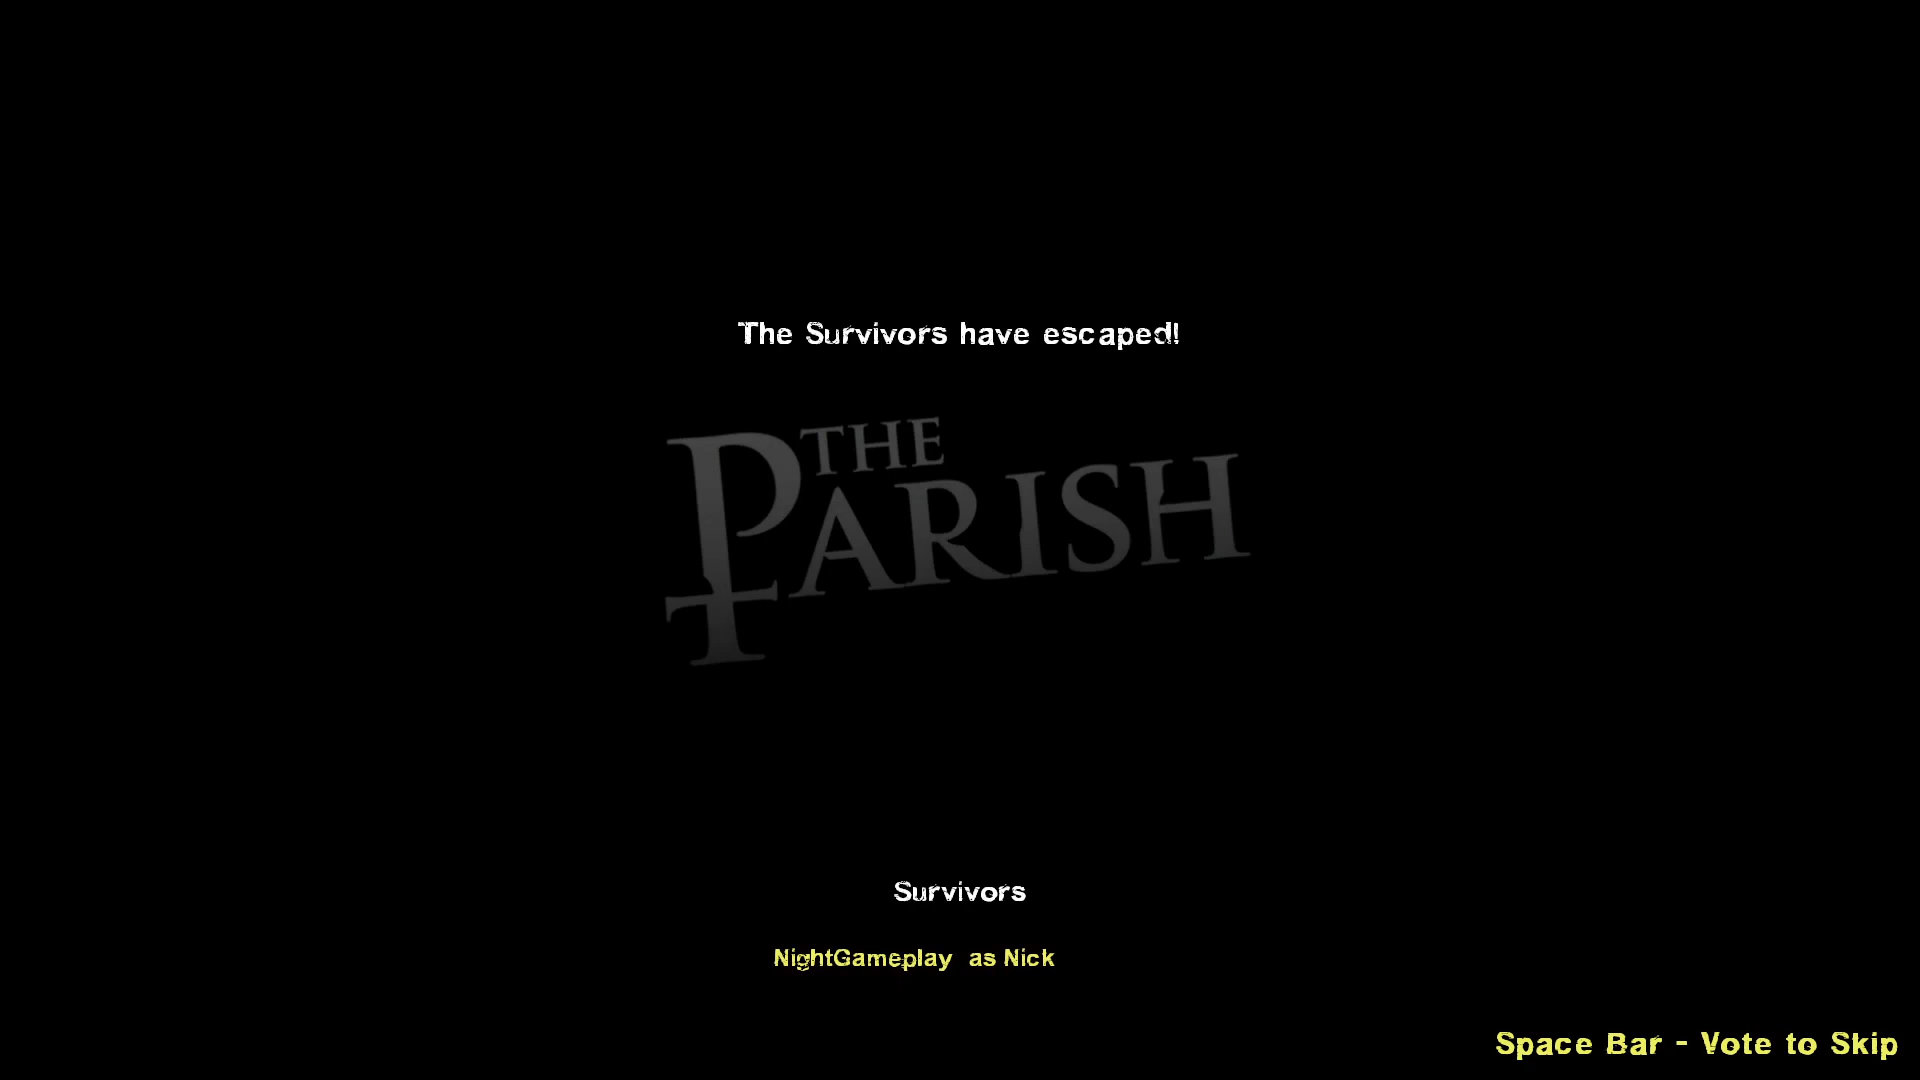 The Survivors have escaped!
THE
PARISH
Survivors
NightGameplay as Nick
Space Bar - Vote to Skip